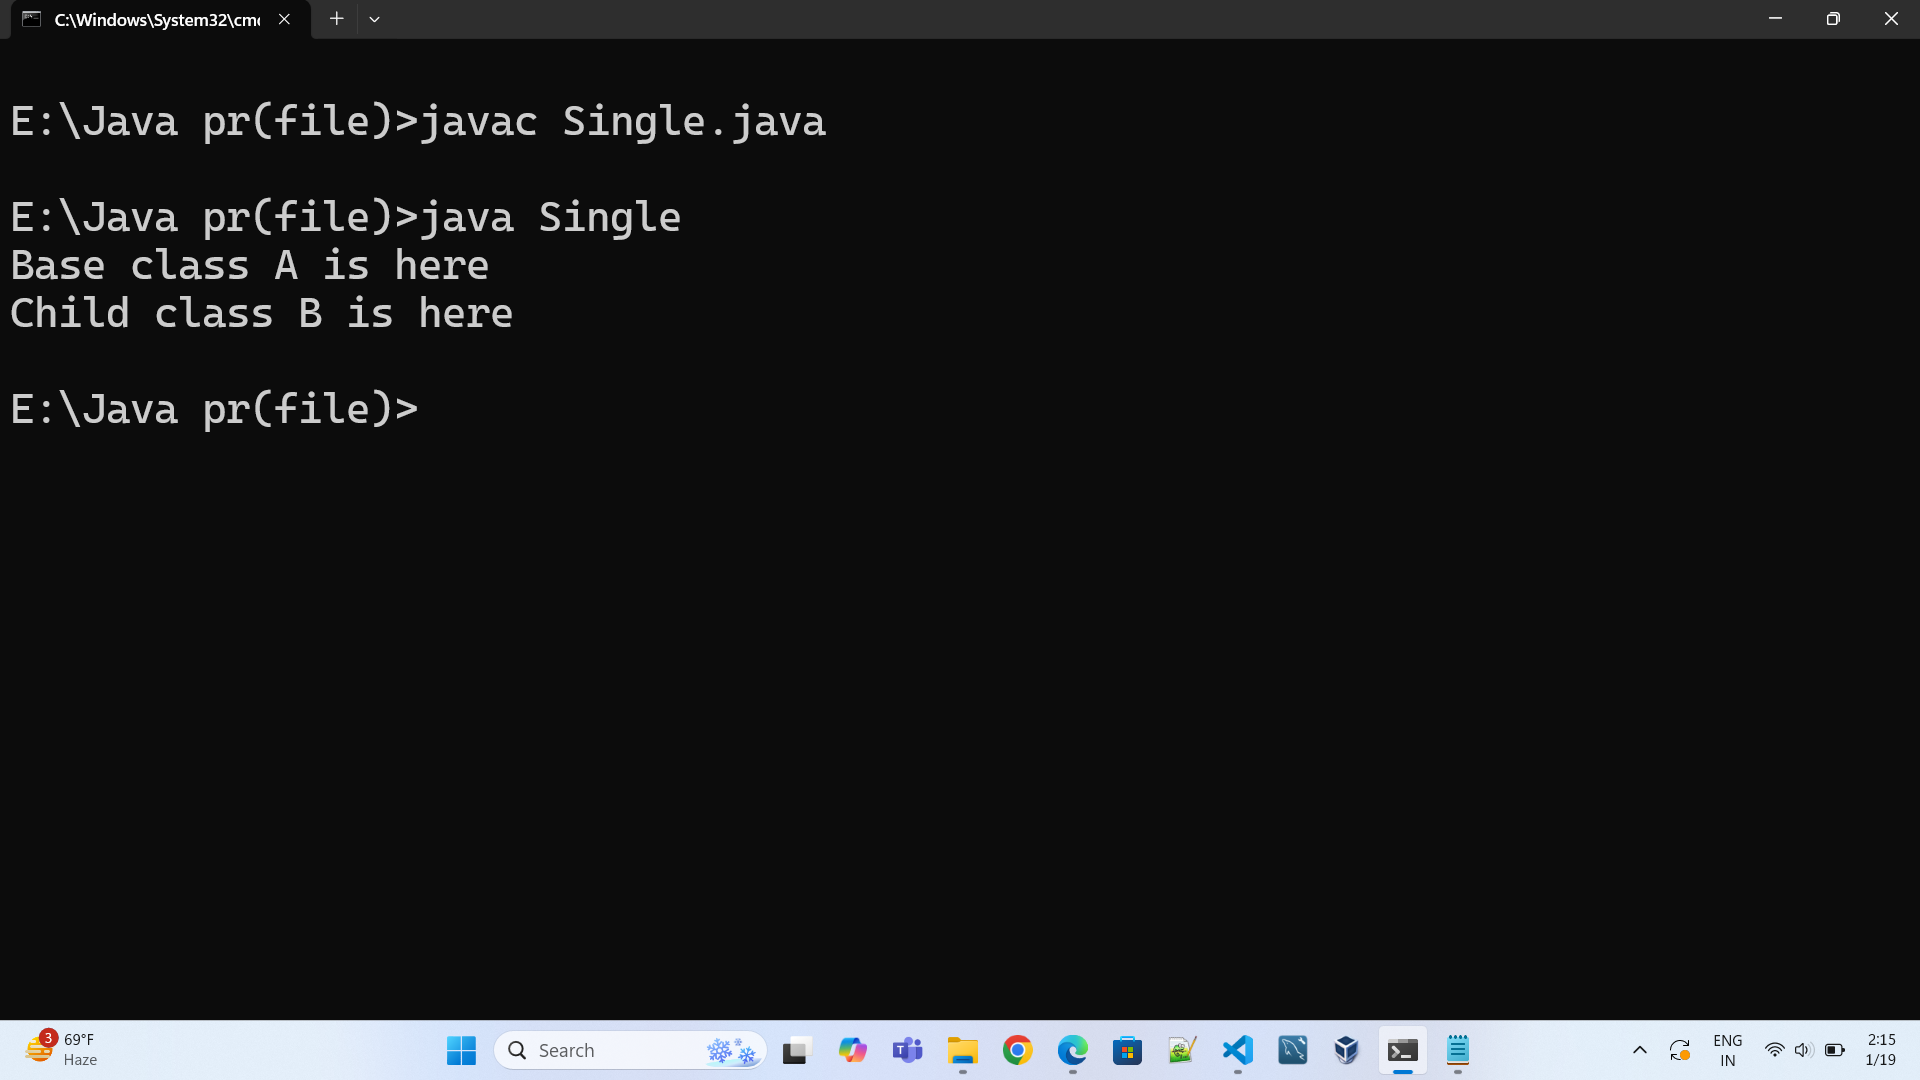 C:\Windows\System32\cm
E:\Java pr(file)>javac Single.java
E:\Java pr(file)>java Single
Base class A is here
Child class B is here
E:\Java pr(file)>
3
69°F
Haze
Search
T
ENG
IN
2:15
1/19